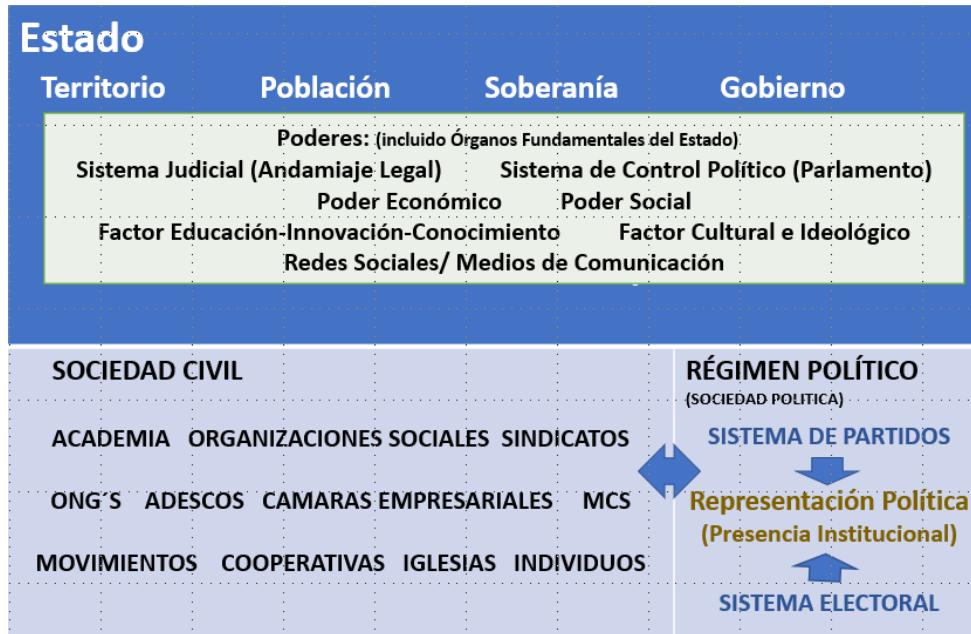 Estado
Territorio Población Soberanía Gobierno
Poderes: (incluido Órganos Fundamentales del Estado)
Sistema Judicial (Andamiaje Legal) Sistema de Control Político (Parlamento)
Poder Económico Poder Social
Factor Educación-Innovación-Conocimiento Factor Cultural e Ideológico
Redes Sociales/ Medios de Comunicación
SOCIEDAD CIVIL
ACADEMIA ORGANIZACIONES SOCIALES SINDICATOS
ONG´S ADESCOS CAMARAS EMPRESARIALES MCS
MOVIMIENTOS COOPERATIVAS IGLESIAS INDIVIDUOS
RÉGIMEN POLÍTICO
(SOCIEDAD POLITICA)
SISTEMA DE PARTIDOS
Representación Política
(Presencia Institucional)
SISTEMA ELECTORAL